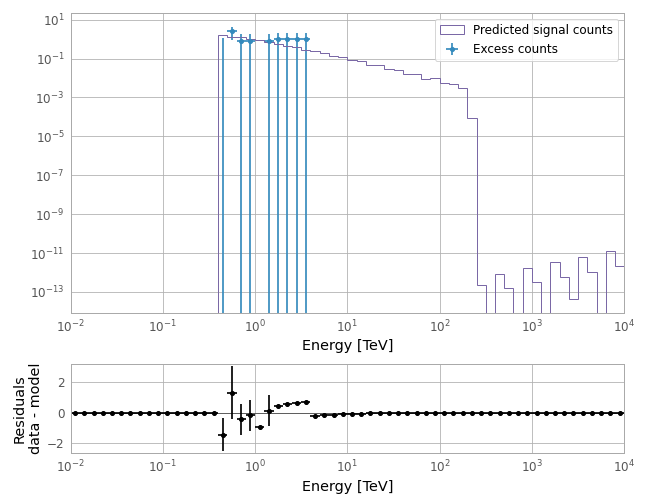 10^1
10^-1
10^-3
10^-5
10^-7
10^-9
10^-11
10^-13
Predicted signal counts
Excess counts
10^-2 10^-1 10^0 10^1 10^2 10^3 10^4
Energy [TeV]
Residuals
data - model
2
0
−2
10^-2 10^-1 10^0 10^1 10^2 10^3 10^4
Energy [TeV]